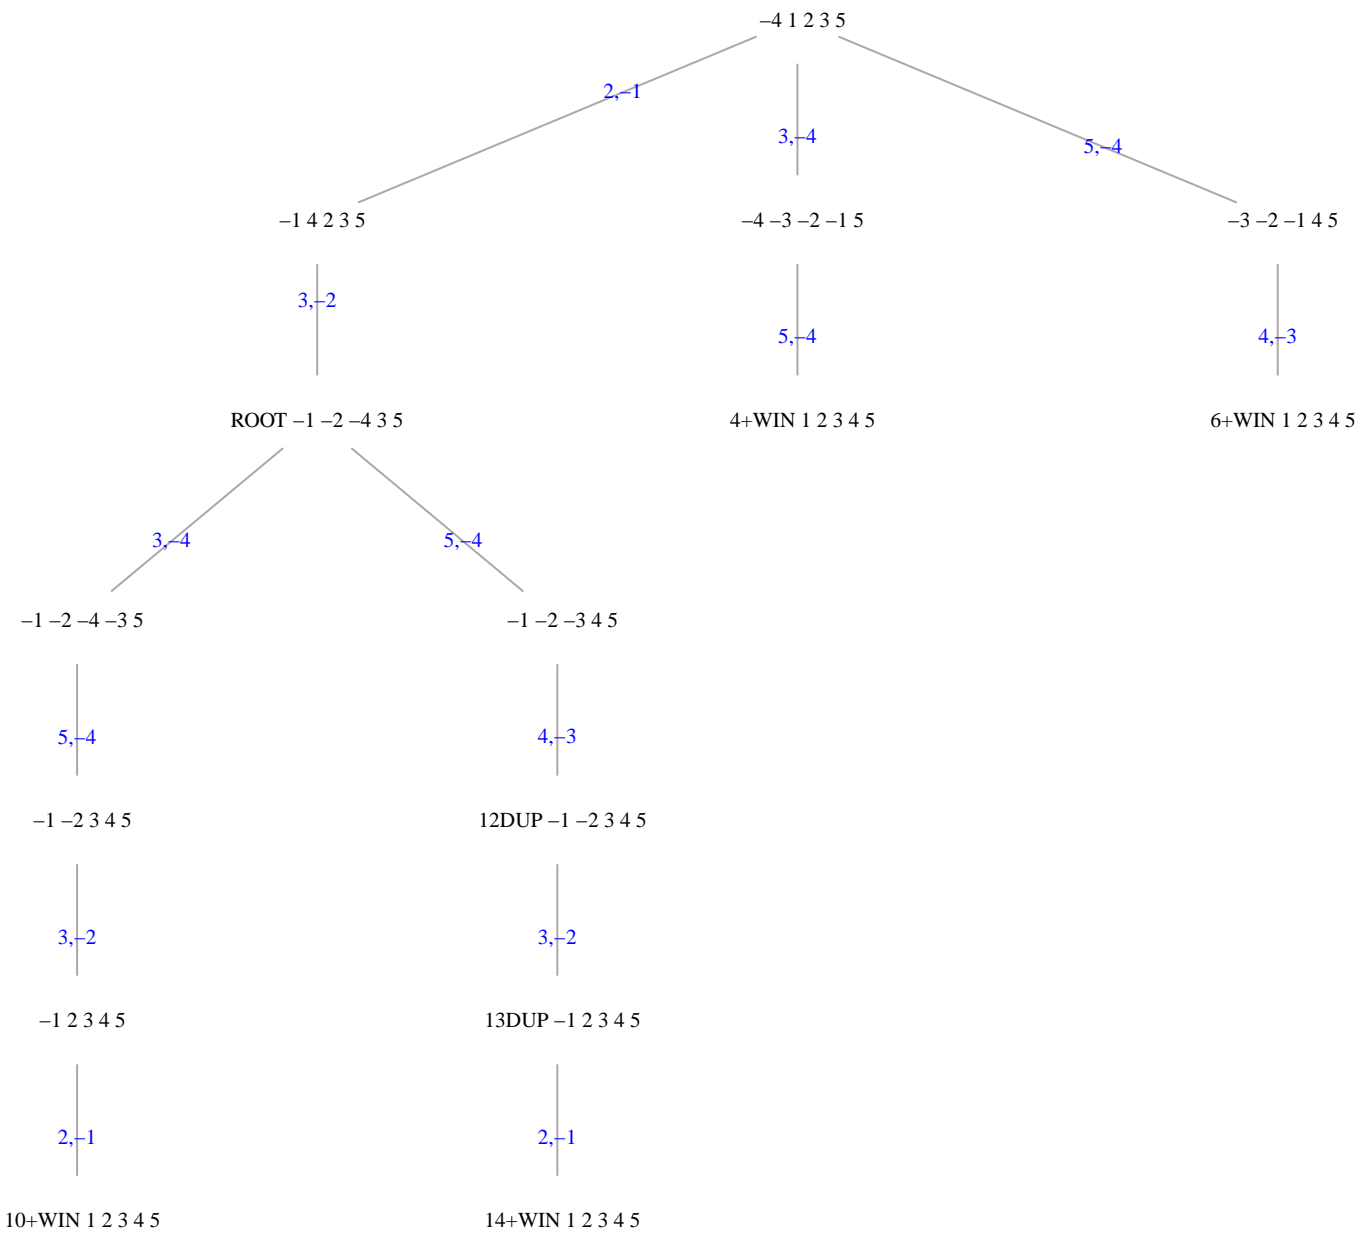 –4 1 2 3 5
2,–1
3,–4
5,–4
–1 4 2 3 5
–4 –3 –2 –1 5
–3 –2 –1 4 5
3,–2
5,–4
4,–3
ROOT –1 –2 –4 3 5
4+WIN 1 2 3 4 5
6+WIN 1 2 3 4 5
3,–4
5,–4
–1 –2 –4 –3 5
–1 –2 –3 4 5
5,–4
4,–3
–1 –2 3 4 5
12DUP –1 –2 3 4 5
3,–2
3,–2
–1 2 3 4 5
13DUP –1 2 3 4 5
2,–1
2,–1
10+WIN 1 2 3 4 5
14+WIN 1 2 3 4 5